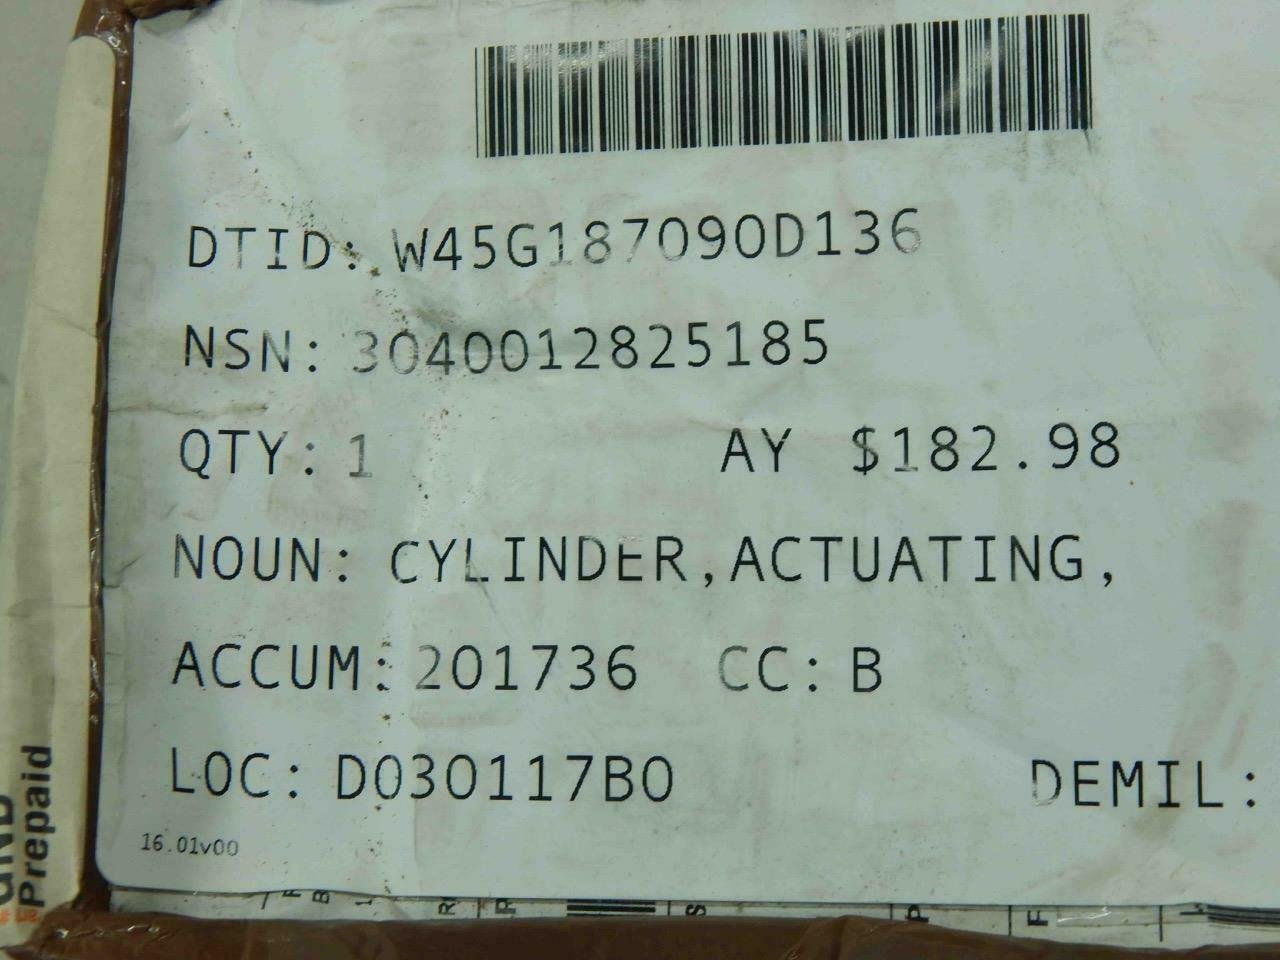 DTID: W45G187090D136
NSN: 3040012825185
QTY: 1 AY $182.98
NOUN: CYLINDER,ACTUATING,
ACCUM: 201736 CC: B
LOC: D030117B0 DEMIL:
16.01v00
GND
Prepaid